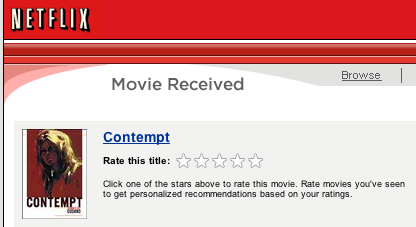 NETFLIX
Movie Received
Browse
Contempt
Rate this title:
Click one of the stars above to rate this movie. Rate movies you've seen
to get personalized recommendations based on your ratings.
CONTEMPT